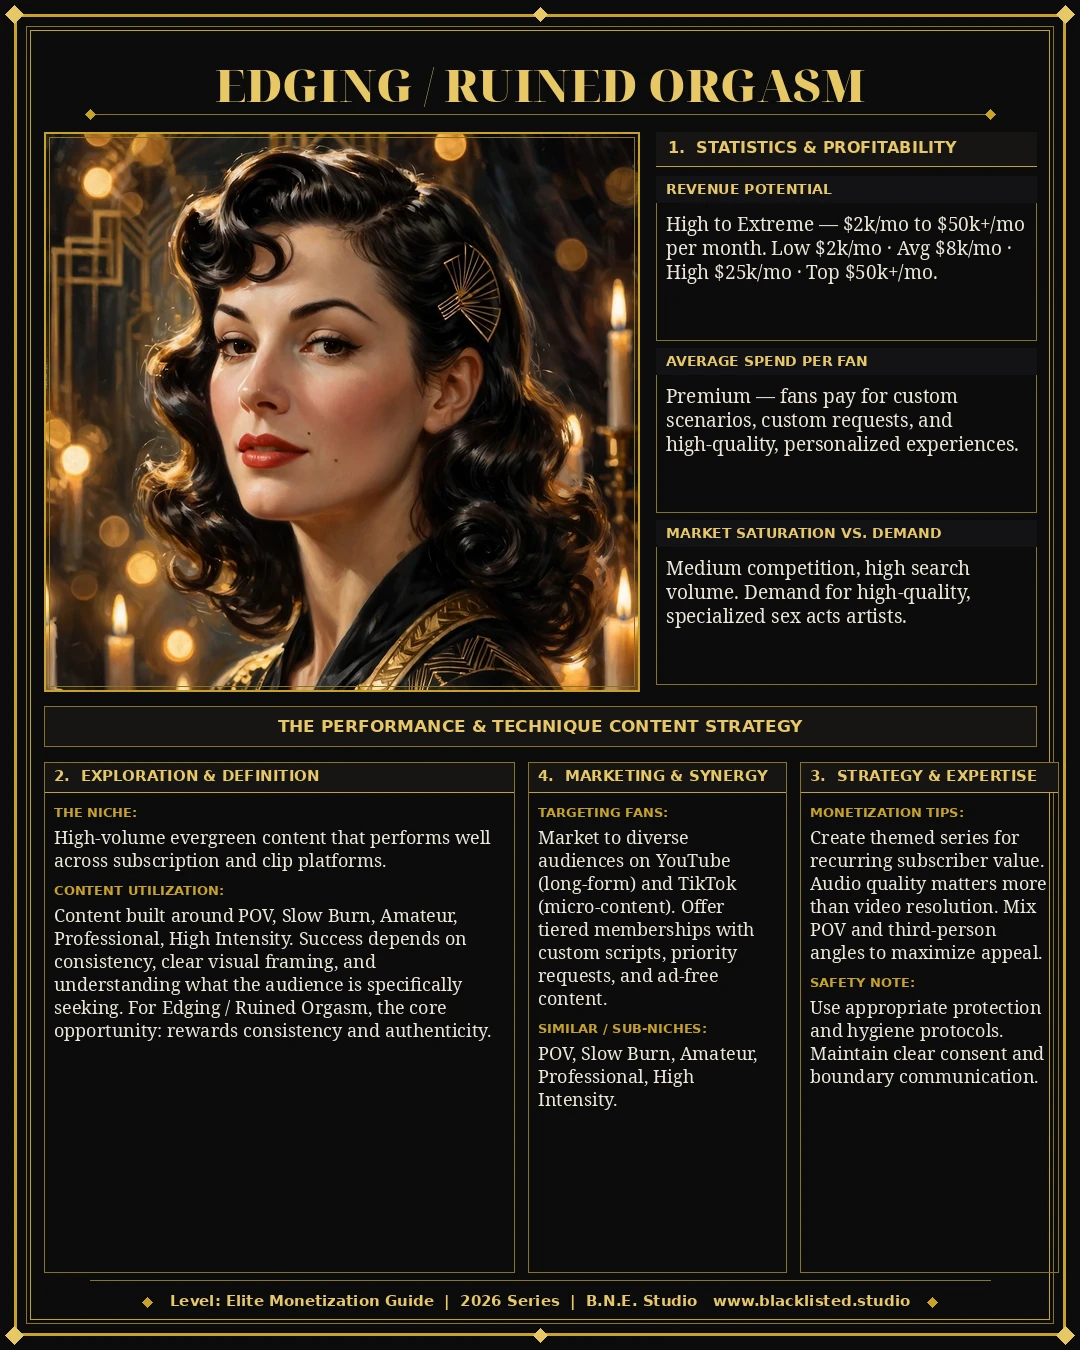 EDGING / RUINED ORGASM
1. STATISTICS & PROFITABILITY
REVENUE POTENTIAL
High to Extreme — $2k/mo to $50k+/mo
per month. Low $2k/mo · Avg $8k/mo ·
High $25k/mo · Top $50k+/mo.
AVERAGE SPEND PER FAN
Premium — fans pay for custom
scenarios, custom requests, and
high-quality, personalized experiences.
MARKET SATURATION VS. DEMAND
Medium competition, high search
volume. Demand for high-quality,
specialized sex acts artists.
THE PERFORMANCE & TECHNIQUE CONTENT STRATEGY
2. EXPLORATION & DEFINITION
THE NICHE:
High-volume evergreen content that performs well
across subscription and clip platforms.
CONTENT UTILIZATION:
Content built around POV, Slow Burn, Amateur,
Professional, High Intensity. Success depends on
consistency, clear visual framing, and
understanding what the audience is specifically
seeking. For Edging / Ruined Orgasm, the core
opportunity: rewards consistency and authenticity.
4. MARKETING & SYNERGY
TARGETING FANS:
Market to diverse
audiences on YouTube
(long-form) and TikTok
(micro-content). Offer
tiered memberships with
custom scripts, priority
requests, and ad-free
content.
SIMILAR / SUB-NICHES:
POV, Slow Burn, Amateur,
Professional, High
Intensity.
3. STRATEGY & EXPERTISE
MONETIZATION TIPS:
Create themed series for
recurring subscriber value.
Audio quality matters more
than video resolution. Mix
POV and third-person
angles to maximize appeal.
SAFETY NOTE:
Use appropriate protection
and hygiene protocols.
Maintain clear consent and
boundary communication.
Level: Elite Monetization Guide | 2026 Series | B.N.E. Studio www.blacklisted.studio